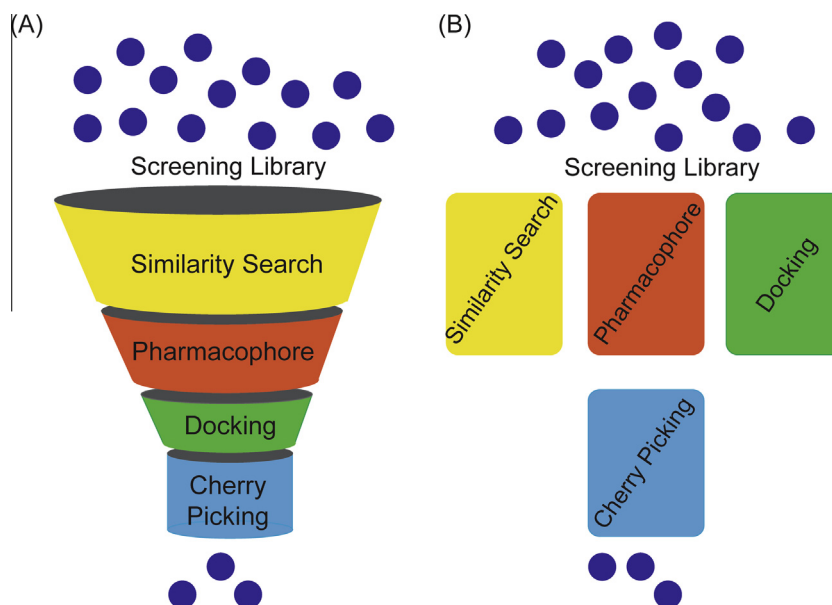 (A)
Screening Library
Similarity Search
Pharmacophore
Docking
Cherry
Picking
(B)
Screening Library
Similarity Search
Pharmacophore
Docking
Cherry Picking